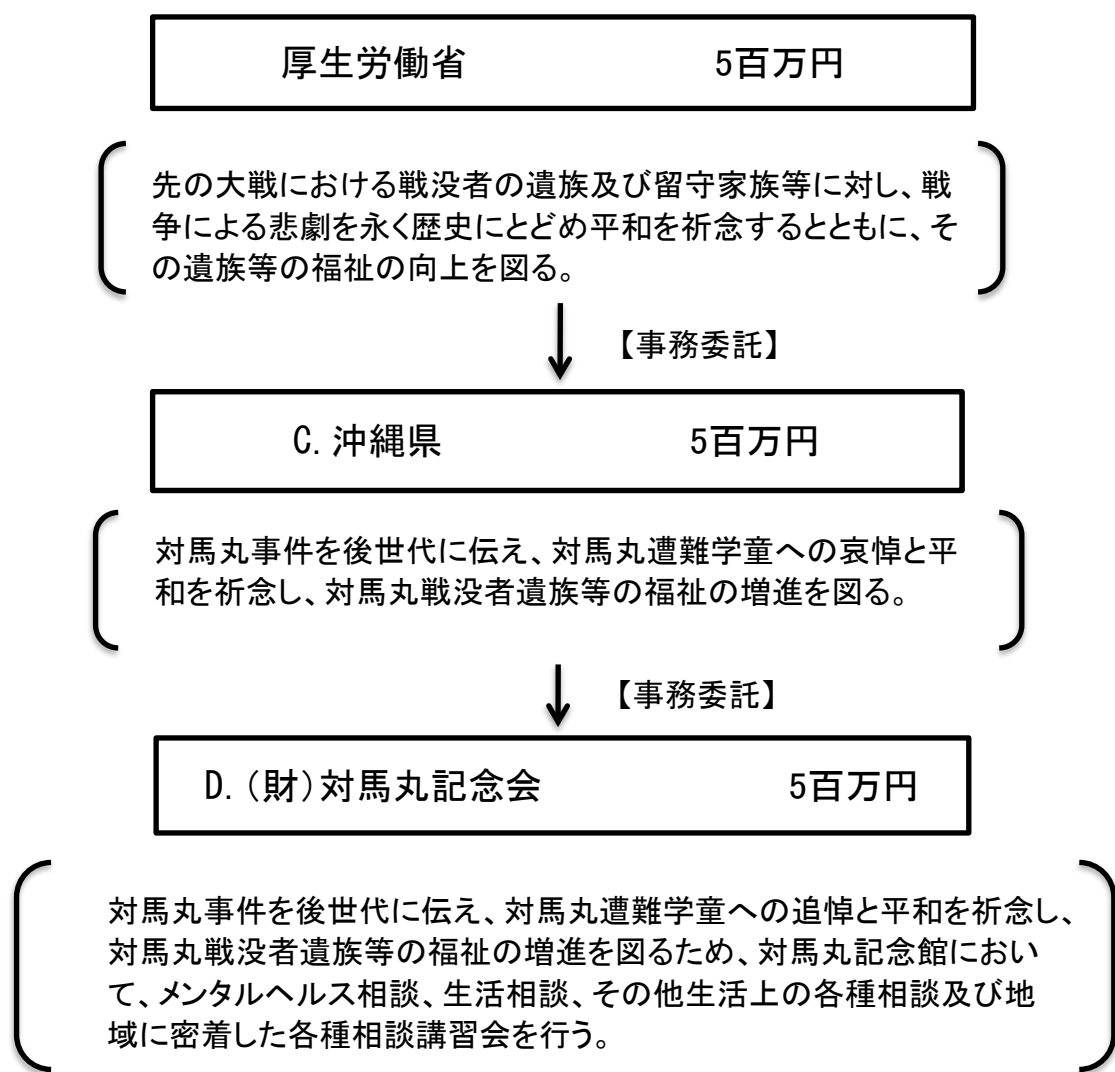 厚生労働省 5百万円
先の大戦における戦没者の遺族及び留守家族等に対し、戦
争による悲劇を永く歴史にとどめ平和を祈念するとともに、そ
の遺族等の福祉の向上を図る。
【事務委託】
C. 沖縄県 5百万円
対馬丸事件を後世代に伝え、対馬丸遭難学童への哀悼と平
和を祈念し、対馬丸戦没者遺族等の福祉の増進を図る。
【事務委託】
D. (財)対馬丸記念会 5百万円
対馬丸事件を後世代に伝え、対馬丸遭難学童への追悼と平和を祈念し、
対馬丸戦没者遺族等の福祉の増進を図るため、対馬丸記念館におい
て、メンタルヘルス相談、生活相談、その他生活上の各種相談及び地
域に密着した各種相談講習会を行う。